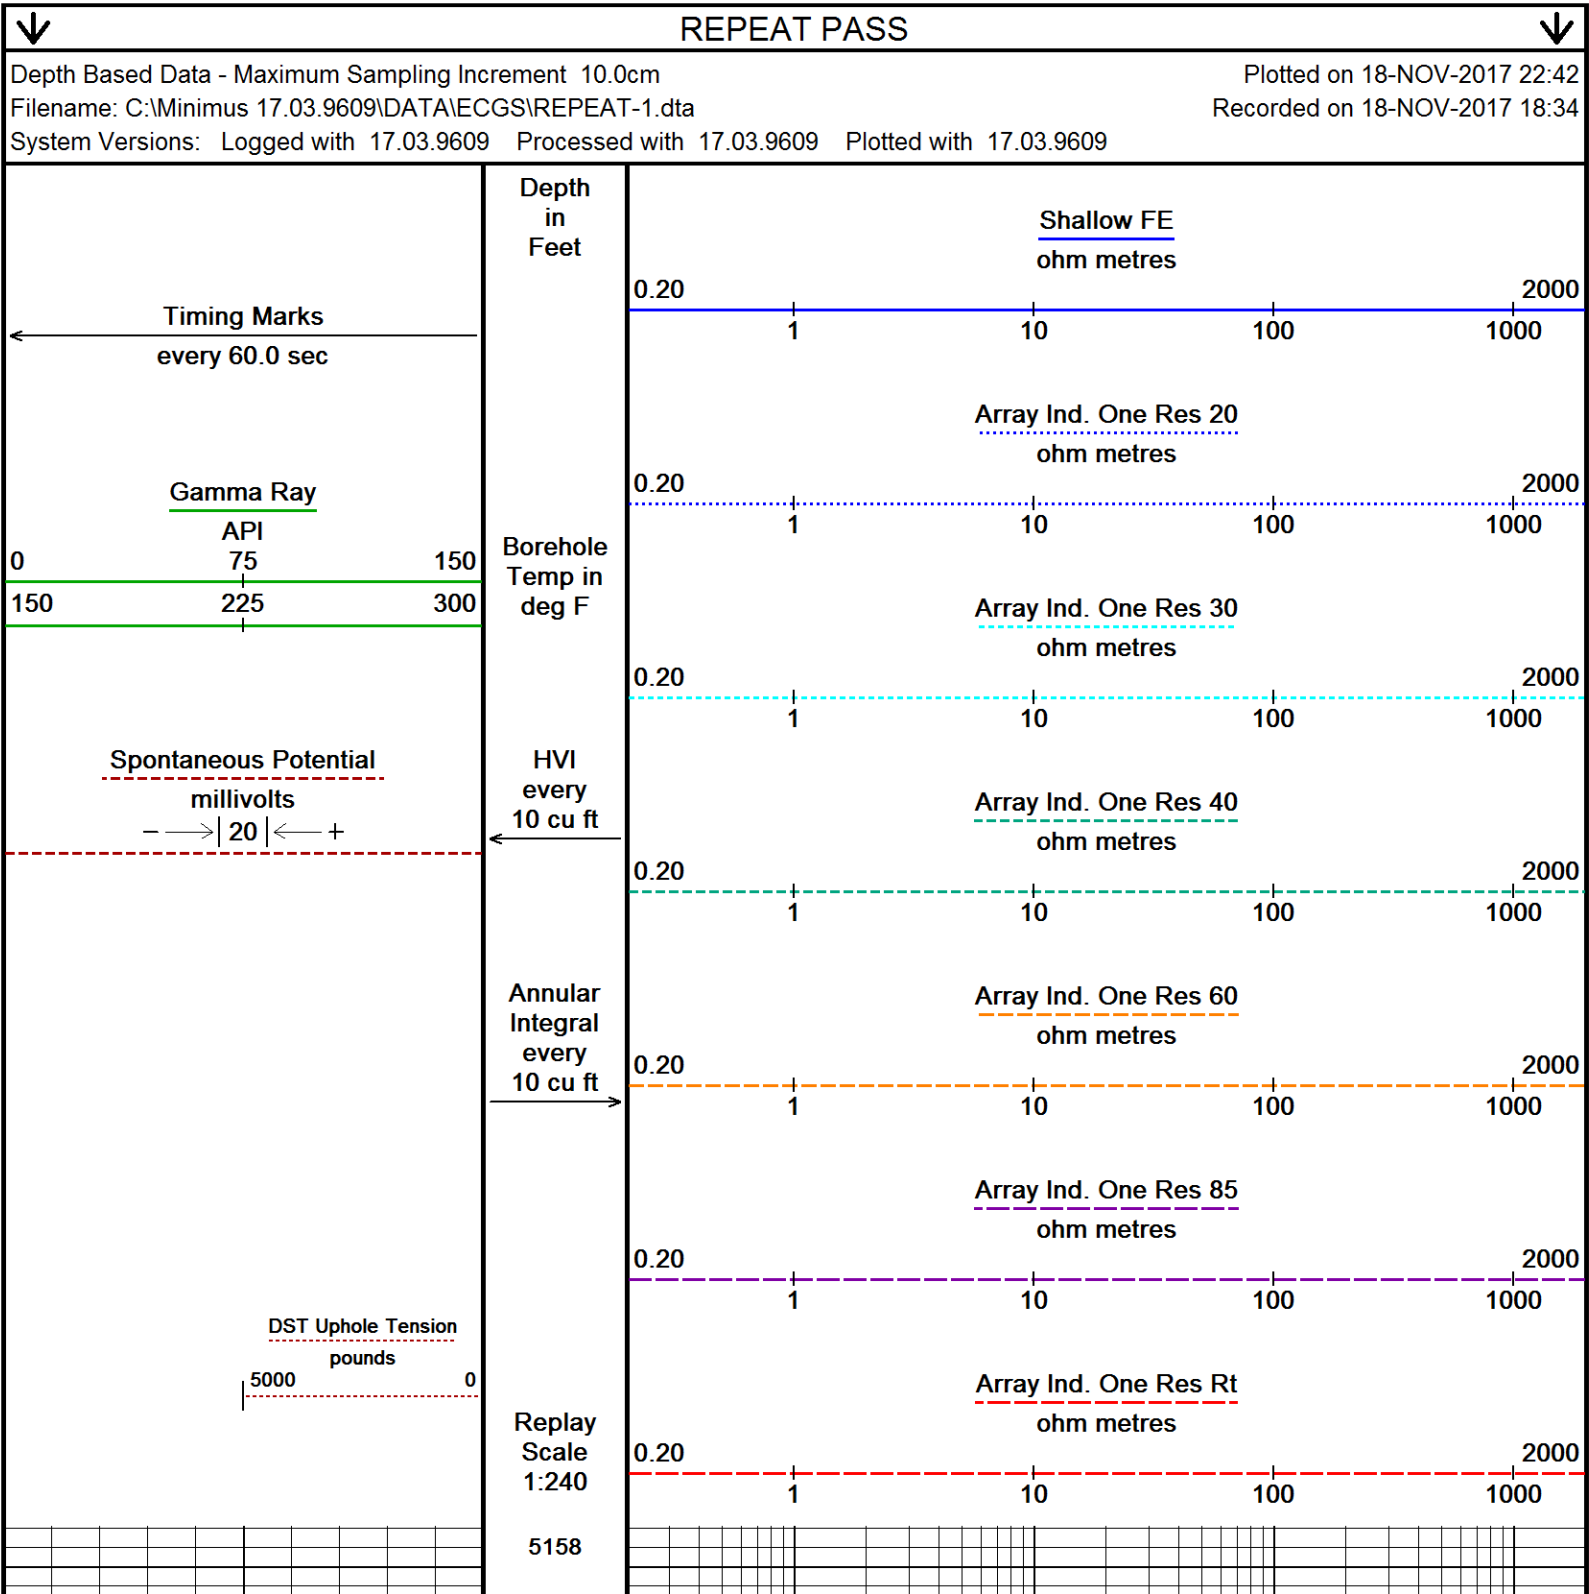 REPEAT PASS
Depth Based Data - Maximum Sampling Increment 10.0cm
Plotted on 18-NOV-2017 22:42
Filename: C:\Minimus 17.03.9609\DATA\ECGS\REPEAT-1.dta
Recorded on 18-NOV-2017 18:34
System Versions: Logged with 17.03.9609 Processed with 17.03.9609 Plotted with 17.03.9609
Timing Marks
every 60.0 sec
Gamma Ray
API
0 75 150
150 225 300
Spontaneous Potential
millivolts
− 20 +
DST Uphole Tension
pounds
5000 0
Depth
in
Feet
Borehole
Temp in
deg F
HVI
every
10 cu ft
Annular
Integral
every
10 cu ft
Replay
Scale
1:240
5158
Shallow FE
ohm metres
0.20 2000
1 10 100 1000
Array Ind. One Res 20
ohm metres
0.20 2000
1 10 100 1000
Array Ind. One Res 30
ohm metres
0.20 2000
1 10 100 1000
Array Ind. One Res 40
ohm metres
0.20 2000
1 10 100 1000
Array Ind. One Res 60
ohm metres
0.20 2000
1 10 100 1000
Array Ind. One Res 85
ohm metres
0.20 2000
1 10 100 1000
Array Ind. One Res Rt
ohm metres
0.20 2000
1 10 100 1000